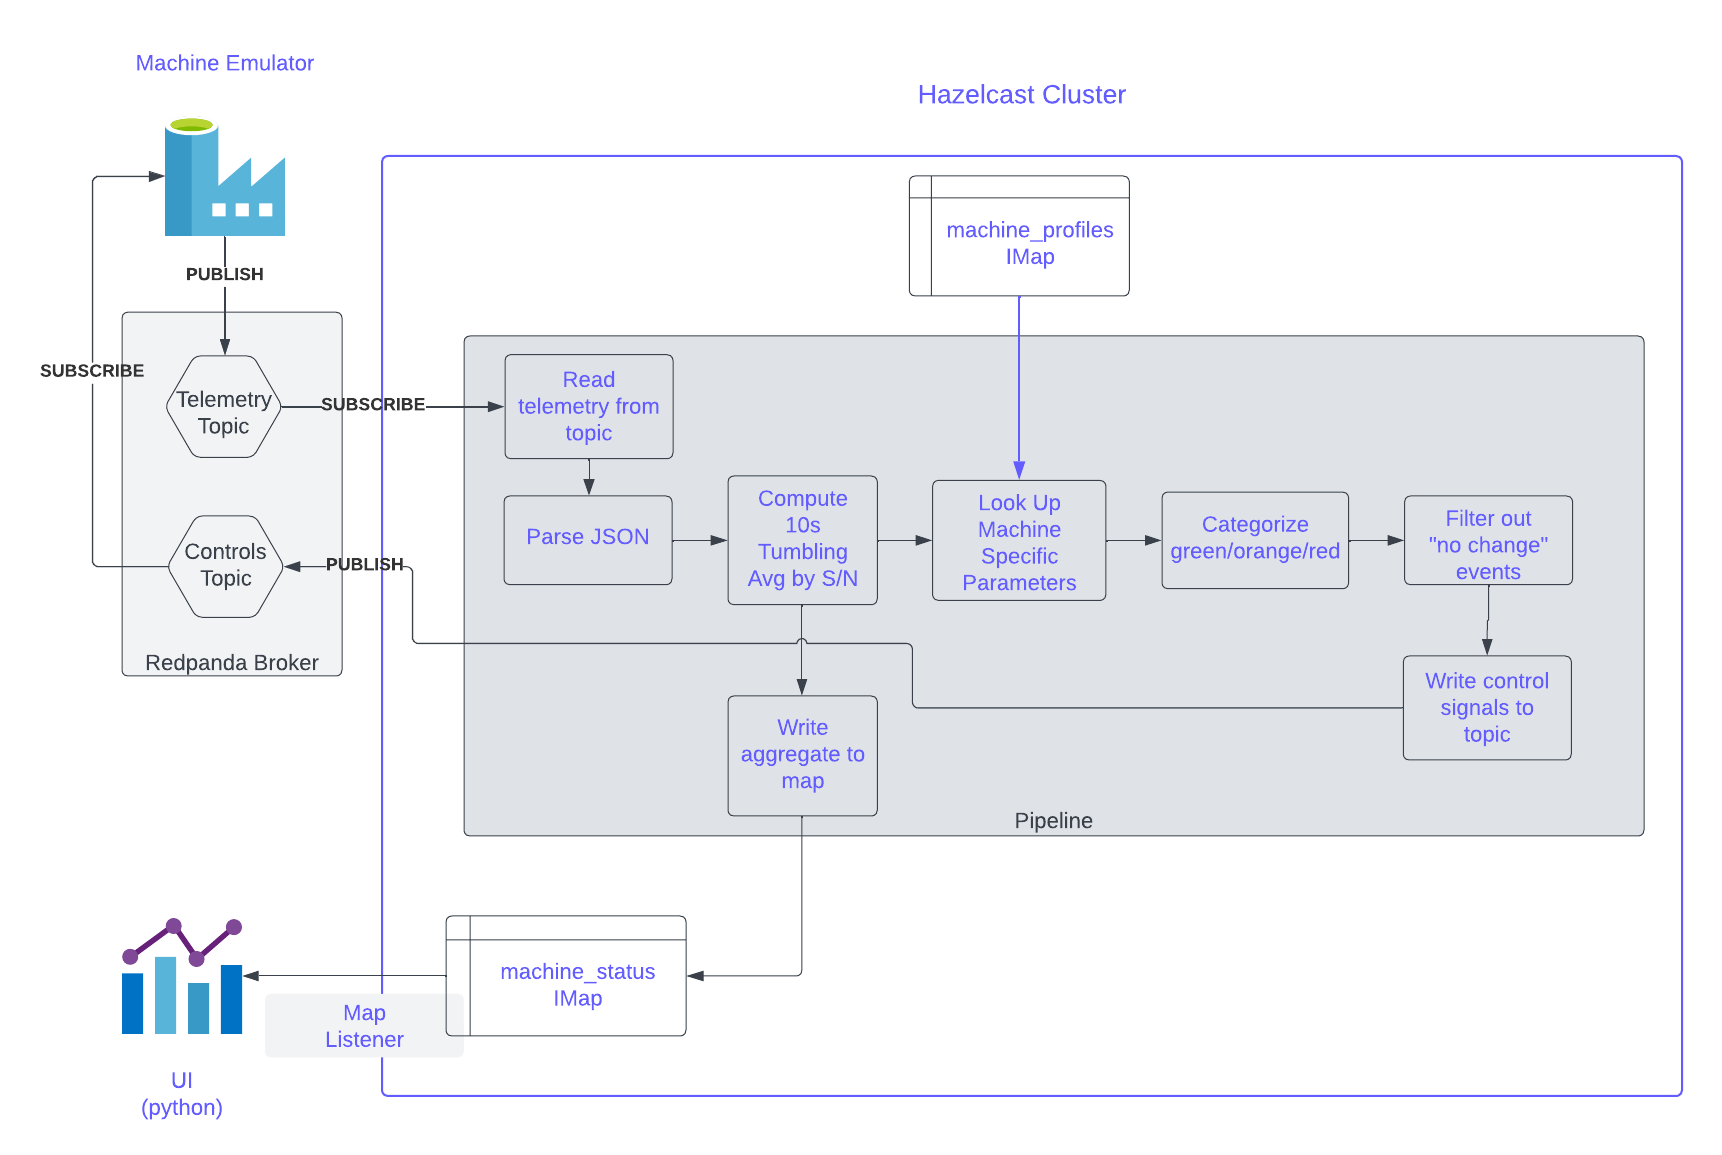 Machine Emulator
Hazelcast Cluster
machine_profiles
IMap
PUBLISH
SUBSCRIBE
Telemetry
Topic
SUBSCRIBE
Read
telemetry from
topic
Parse JSON
Compute
10s
Tumbling
Avg by S/N
Look Up
Machine
Specific
Parameters
Categorize
green/orange/red
Filter out
"no change"
events
Controls
Topic
PUBLISH
Redpanda Broker
Write control
signals to
topic
Write
aggregate to
map
Pipeline
machine_status
IMap
Map
Listener
UI
(python)